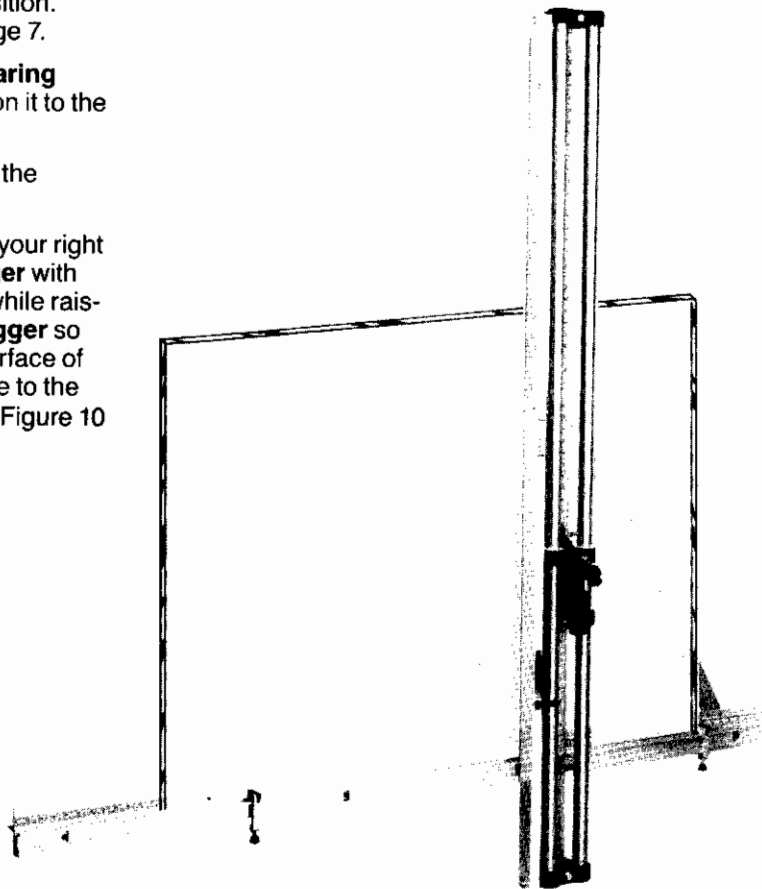 sition.
ge 7.
aring
on it to the
the
your right
er with
while rais-
gger so
rface of
e to the
Figure 10